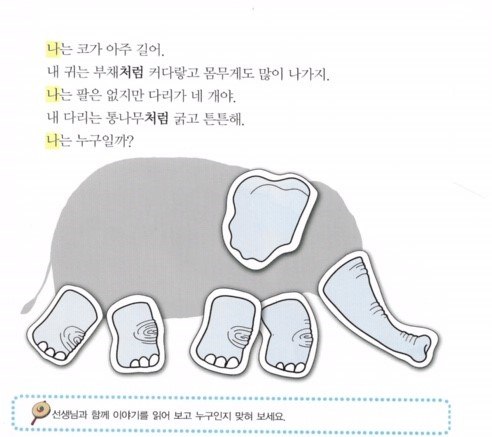 나는 코가 아주 길어.
내 귀는 부채처럼 커다랗고 몸무게도 많이 나가지.
나는 팔은 없지만 다리가 네 개야.
내 다리는 통나무처럼 굵고 튼튼해.
나는 누구일까?
선생님과 함께 이야기를 읽어 보고 누구인지 맞혀 보세요.